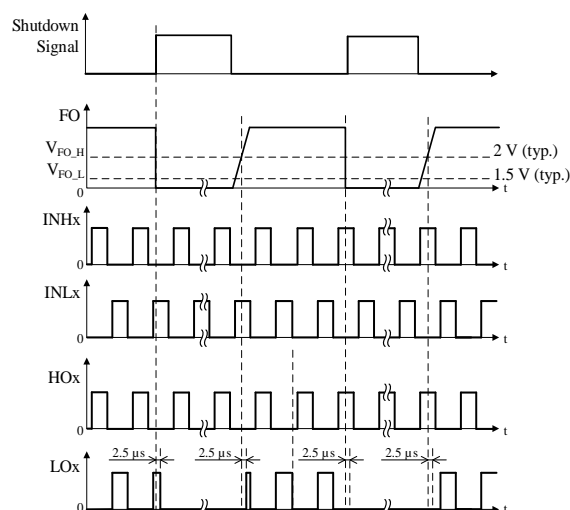 Shutdown
Signal
t
FO
V_FO_H
2 V (typ.)
V_FO_L
1.5 V (typ.)
0
t
INHx
0
t
INLx
0
t
HOx
0
t
2.5 µs
2.5 µs
2.5 µs
2.5 µs
LOx
0
t